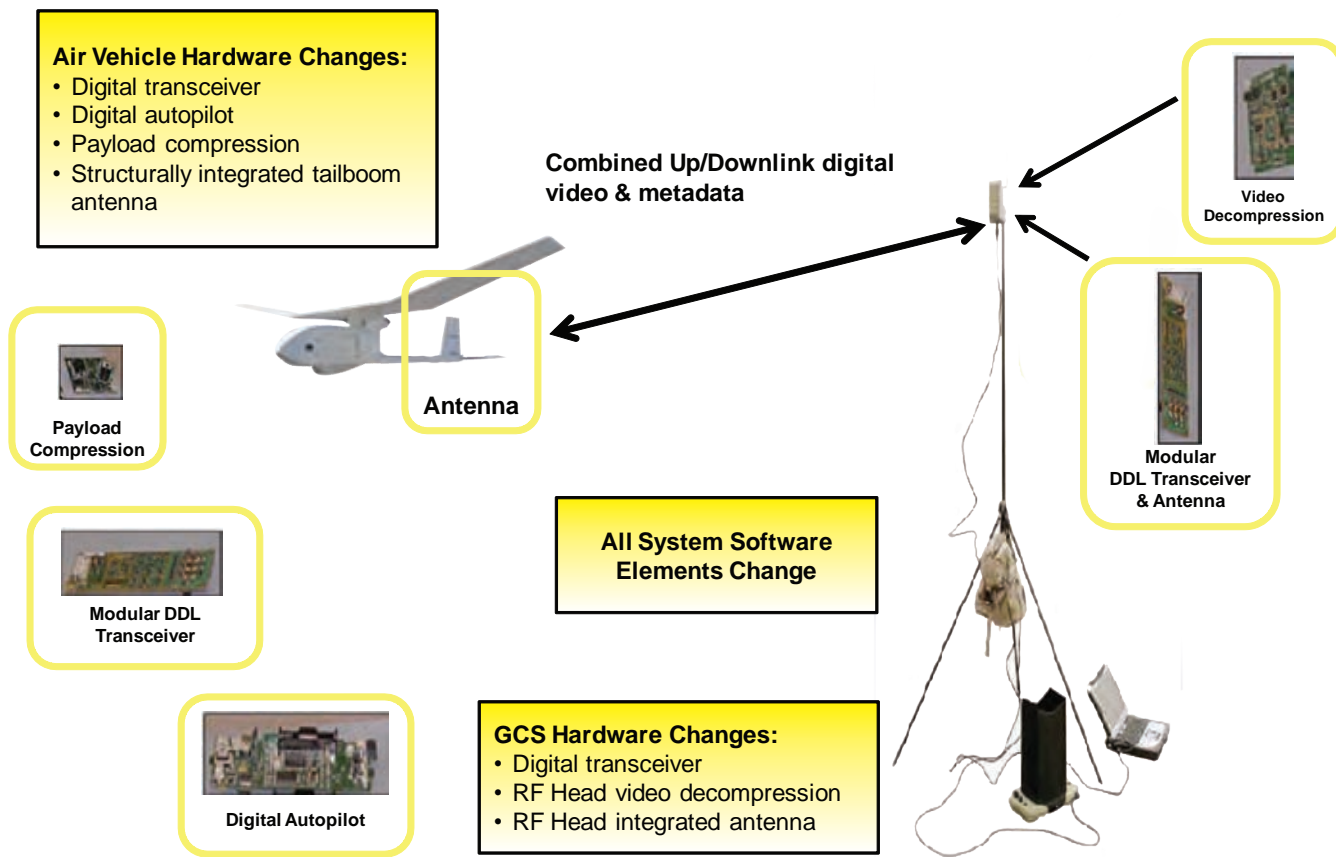 Air Vehicle Hardware Changes:
• Digital transceiver
• Digital autopilot
• Payload compression
• Structurally integrated tailboom
antenna
Combined Up/Downlink digital
video & metadata
Video
Decompression
Antenna
Payload
Compression
Modular
DDL Transceiver
& Antenna
All System Software
Elements Change
Modular DDL
Transceiver
GCS Hardware Changes:
• Digital transceiver
• RF Head video decompression
• RF Head integrated antenna
Digital Autopilot